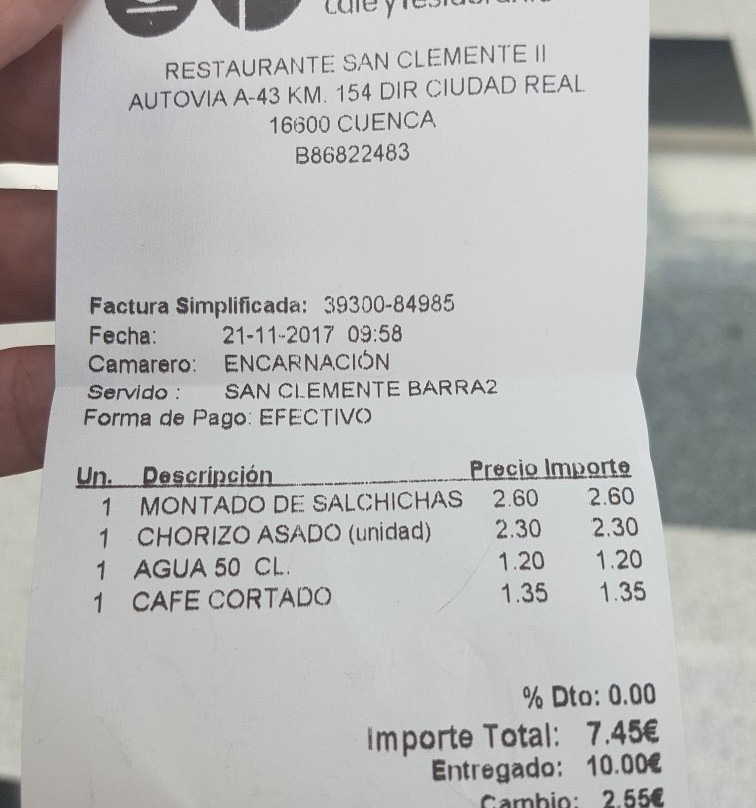 café y restaurante
RESTAURANTE SAN CLEMENTE II
AUTOVIA A-43 KM. 154 DIR CIUDAD REAL
16600 CUENCA
B86822483
Factura Simplificada: 39300-84985
Fecha: 21-11-2017 09:58
Camarero: ENCARNACIÓN
Servido : SAN CLEMENTE BARRA2
Forma de Pago: EFECTIVO
Un. Descripción Precio Importe
1 MONTADO DE SALCHICHAS 2.60 2.60
1 CHORIZO ASADO (unidad) 2.30 2.30
1 AGUA 50 CL. 1.20 1.20
1 CAFE CORTADO 1.35 1.35
% Dto: 0.00
Importe Total: 7.45€
Entregado: 10.00€
Cambio: 2.55€